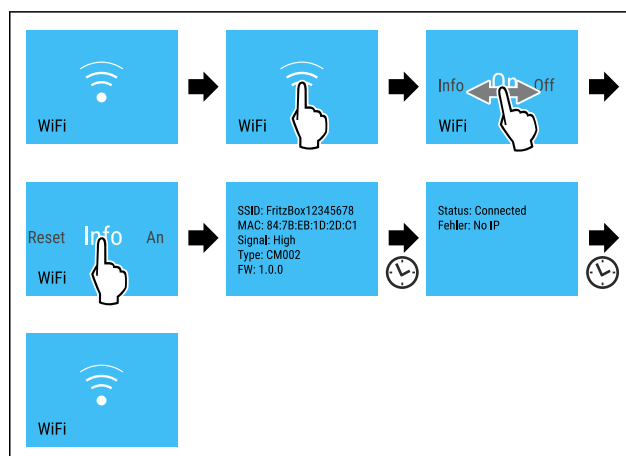 WiFi
WiFi
Info On Off
WiFi
Reset Info An
WiFi
SSID: FritzBox12345678
MAC: 84:7B:EB:1D:2D:C1
Signal: High
Type: CM002
FW: 1.0.0
Status: Connected
Fehler: No IP
WiFi